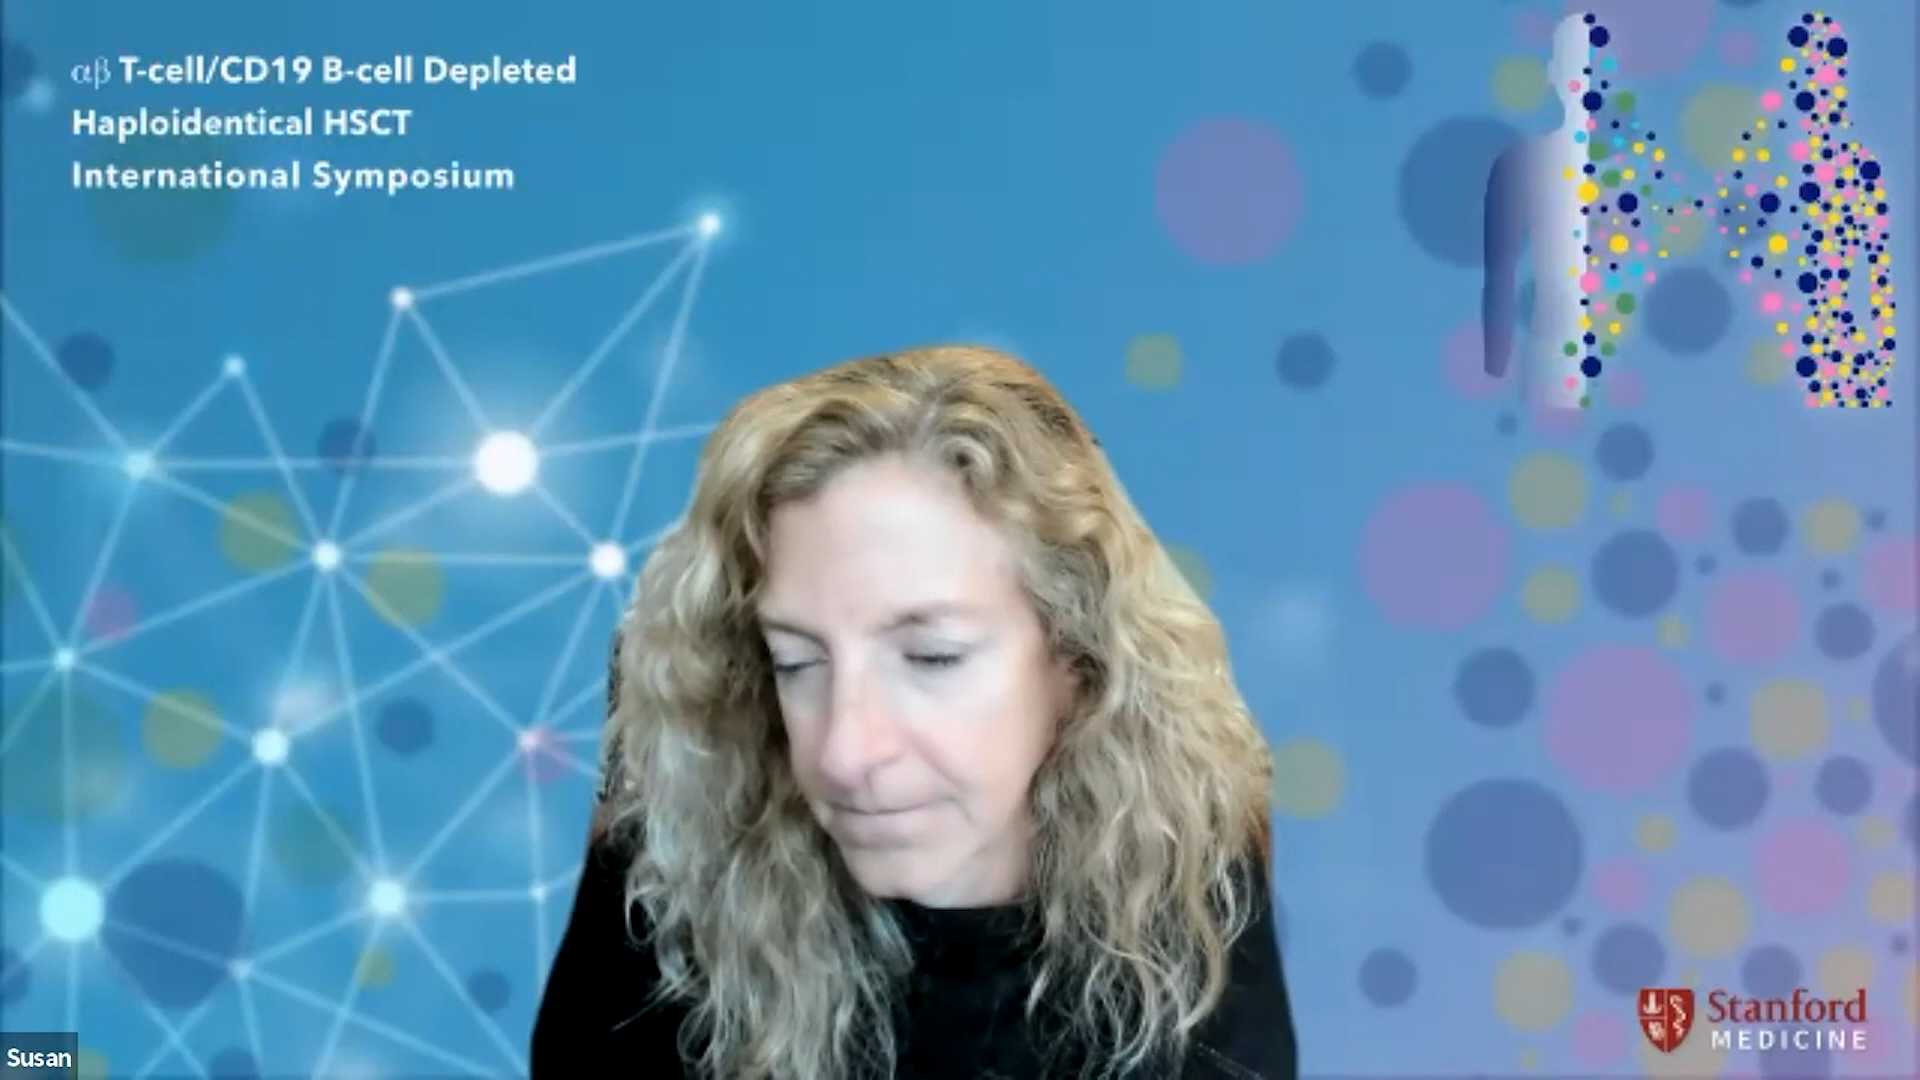 αβ T-cell/CD19 B-cell Depleted
Haploidentical HSCT
International Symposium
Susan
Stanford
MEDICINE